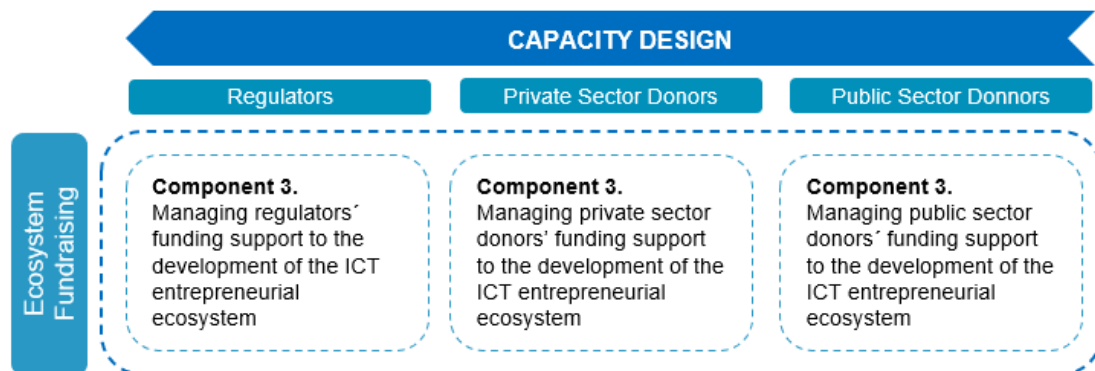 CAPACITY DESIGN
Regulators
Private Sector Donors
Public Sector Donnors
Ecosystem
Fundraising
Component 3.
Managing regulators´
funding support to the
development of the ICT
entrepreneurial
ecosystem
Component 3.
Managing private sector
donors’ funding support
to the development of the
ICT entrepreneurial
ecosystem
Component 3.
Managing public sector
donors´ funding support
to the development of the
ICT entrepreneurial
ecosystem